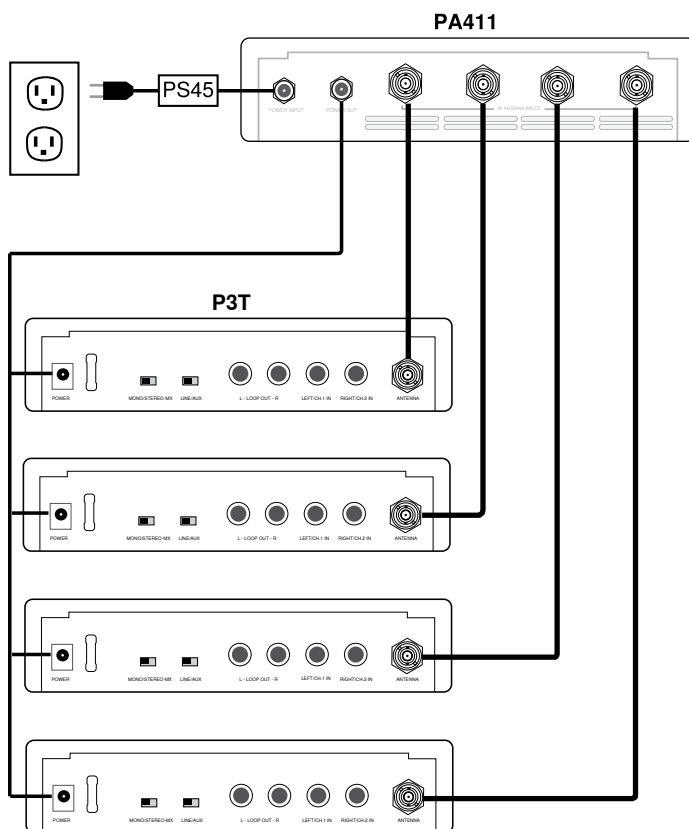 PA411
PS45
POWER INPUT
POWER OUT
RF ANTENNA INPUTS
P3T
POWER MONO/STEREO-MX LINE/AUX L - LOOP OUT - R LEFT/CH.1 IN RIGHT/CH.2 IN ANTENNA
POWER MONO/STEREO-MX LINE/AUX L - LOOP OUT - R LEFT/CH.1 IN RIGHT/CH.2 IN ANTENNA
POWER MONO/STEREO-MX LINE/AUX L - LOOP OUT - R LEFT/CH.1 IN RIGHT/CH.2 IN ANTENNA
POWER MONO/STEREO-MX LINE/AUX L - LOOP OUT - R LEFT/CH.1 IN RIGHT/CH.2 IN ANTENNA